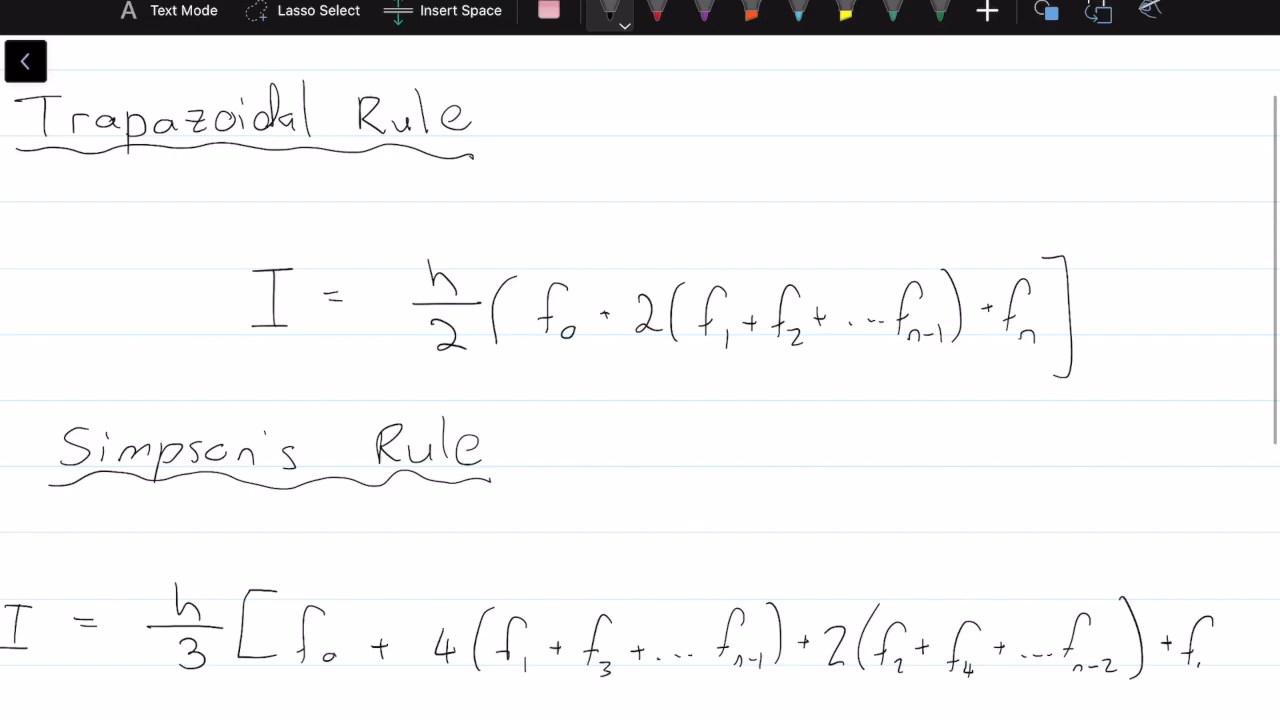 Text Mode Lasso Select Insert Space
Trapazoidal Rule
I = h/2 ( f₀ + 2(f₁ + f₂ + ... fₙ₋₁) + fₙ ]
Simpson's Rule
I = h/3 [ f₀ + 4(f₁ + f₃ + ... fₙ₋₁) + 2(f₂ + f₄ + ... fₙ₋₂) + f